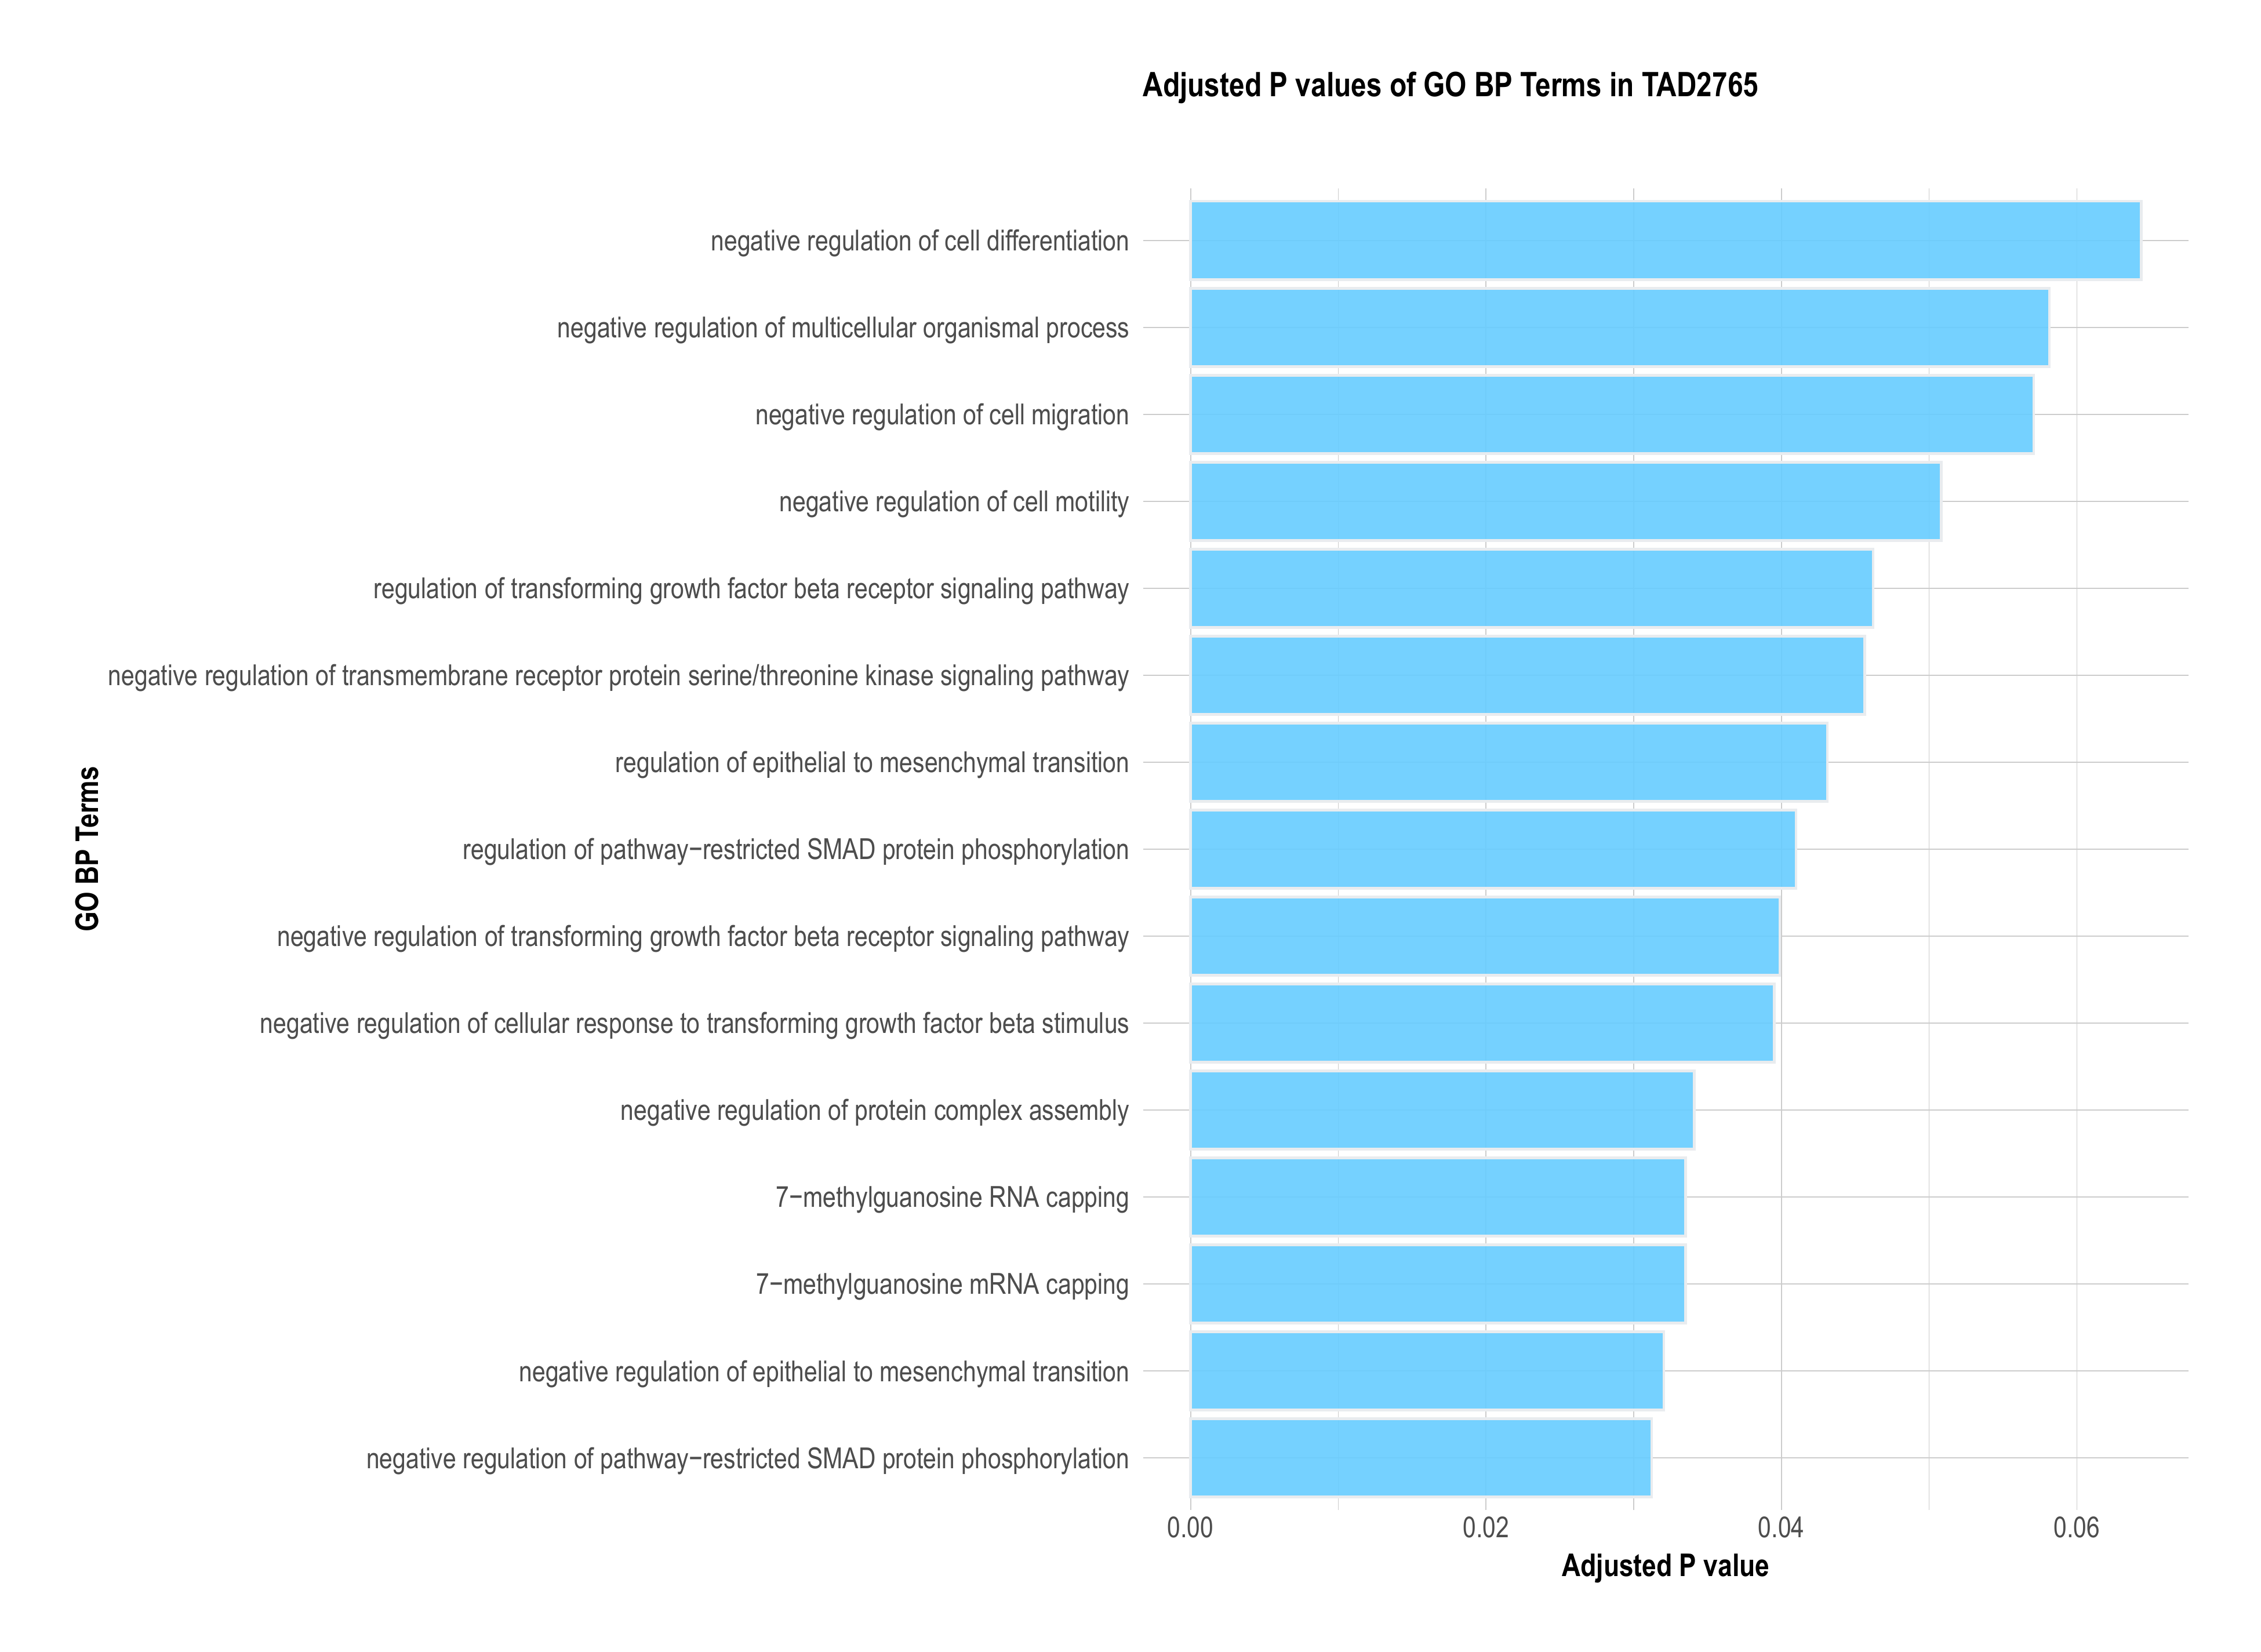 Adjusted P values of GO BP Terms in TAD2765
negative regulation of cell differentiation
negative regulation of multicellular organismal process
negative regulation of cell migration
negative regulation of cell motility
regulation of transforming growth factor beta receptor signaling pathway
negative regulation of transmembrane receptor protein serine/threonine kinase signaling pathway
regulation of epithelial to mesenchymal transition
regulation of pathway−restricted SMAD protein phosphorylation
negative regulation of transforming growth factor beta receptor signaling pathway
negative regulation of cellular response to transforming growth factor beta stimulus
negative regulation of protein complex assembly
7−methylguanosine RNA capping
7−methylguanosine mRNA capping
negative regulation of epithelial to mesenchymal transition
negative regulation of pathway−restricted SMAD protein phosphorylation
GO BP Terms
0.00 0.02 0.04 0.06
Adjusted P value